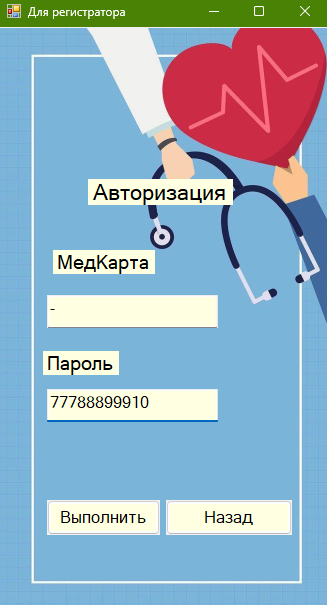 Для регистратора
Авторизация
МедКарта
-
Пароль
77788899910
Выполнить
Назад